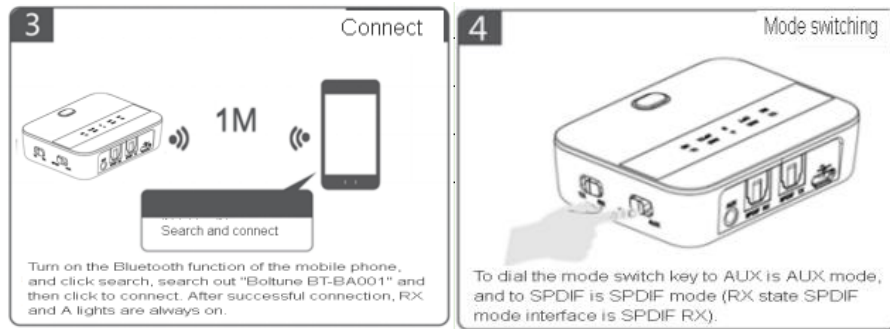 3
Connect
1M
Search and connect
Turn on the Bluetooth function of the mobile phone,
and click search, search out "Boltune BT-BA001" and
then click to connect. After successful connection, RX
and A lights are always on.
4
Mode switching
AUX
To dial the mode switch key to AUX is AUX mode,
and to SPDIF is SPDIF mode (RX state SPDIF
mode interface is SPDIF RX).